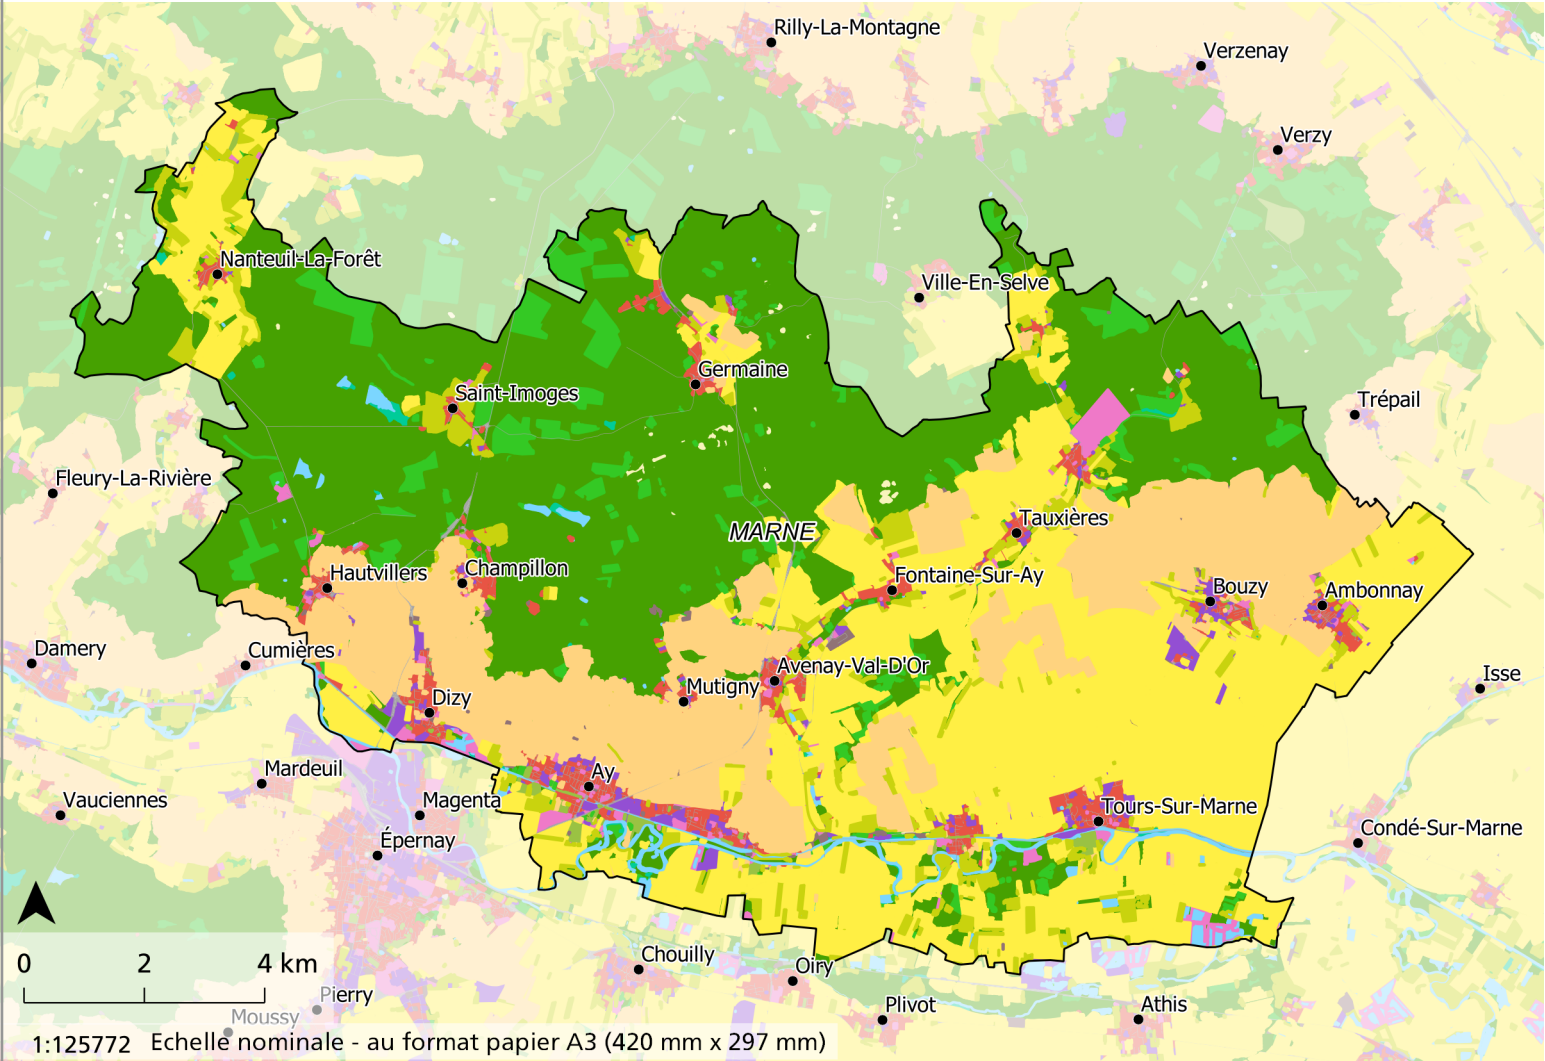 Rilly-La-Montagne
Verzenay
Verzy
Nanteuil-La-Forêt
Ville-En-Selve
Germaine
Saint-Imoges
Trépail
Fleury-La-Rivière
Tauxières
MARNE
Hautvillers
Champillon
Fontaine-Sur-Ay
Bouzy
Ambonnay
Damery
Cumières
Avenay-Val-D'Or
Isse
Mutigny
Dizy
Mardeuil
Ay
Vauciennes
Magenta
Tours-Sur-Marne
Condé-Sur-Marne
Épernay
Chouilly
Oiry
0 2 4 km
Pierry
Plivot
Athis
Moussy
1:125772 Echelle nominale - au format papier A3 (420 mm x 297 mm)